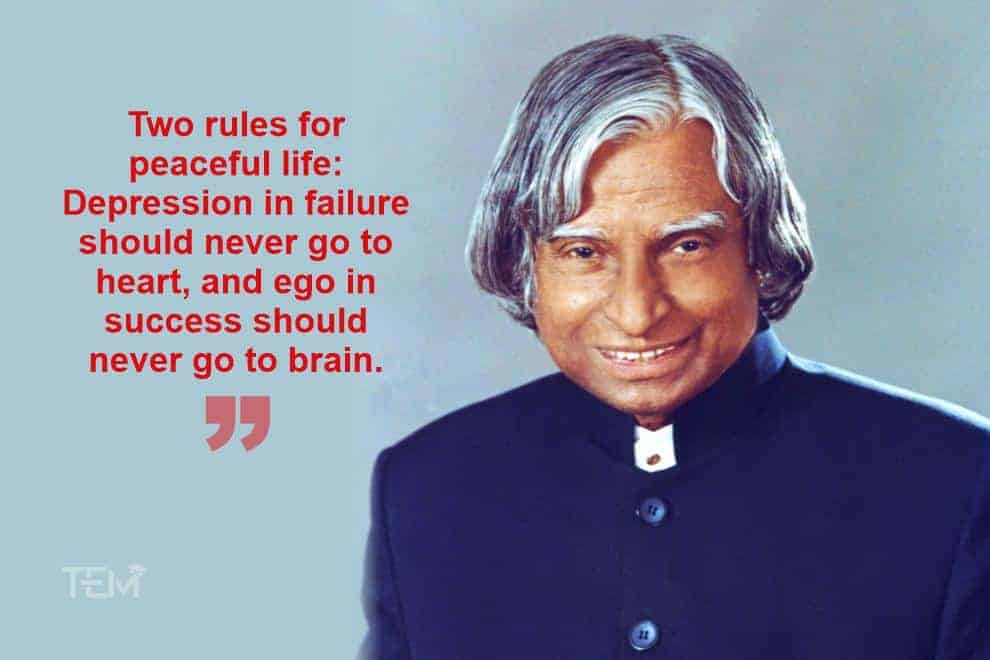 Two rules for
peaceful life:
Depression in failure
should never go to
heart, and ego in
success should
never go to brain.
”
TEM